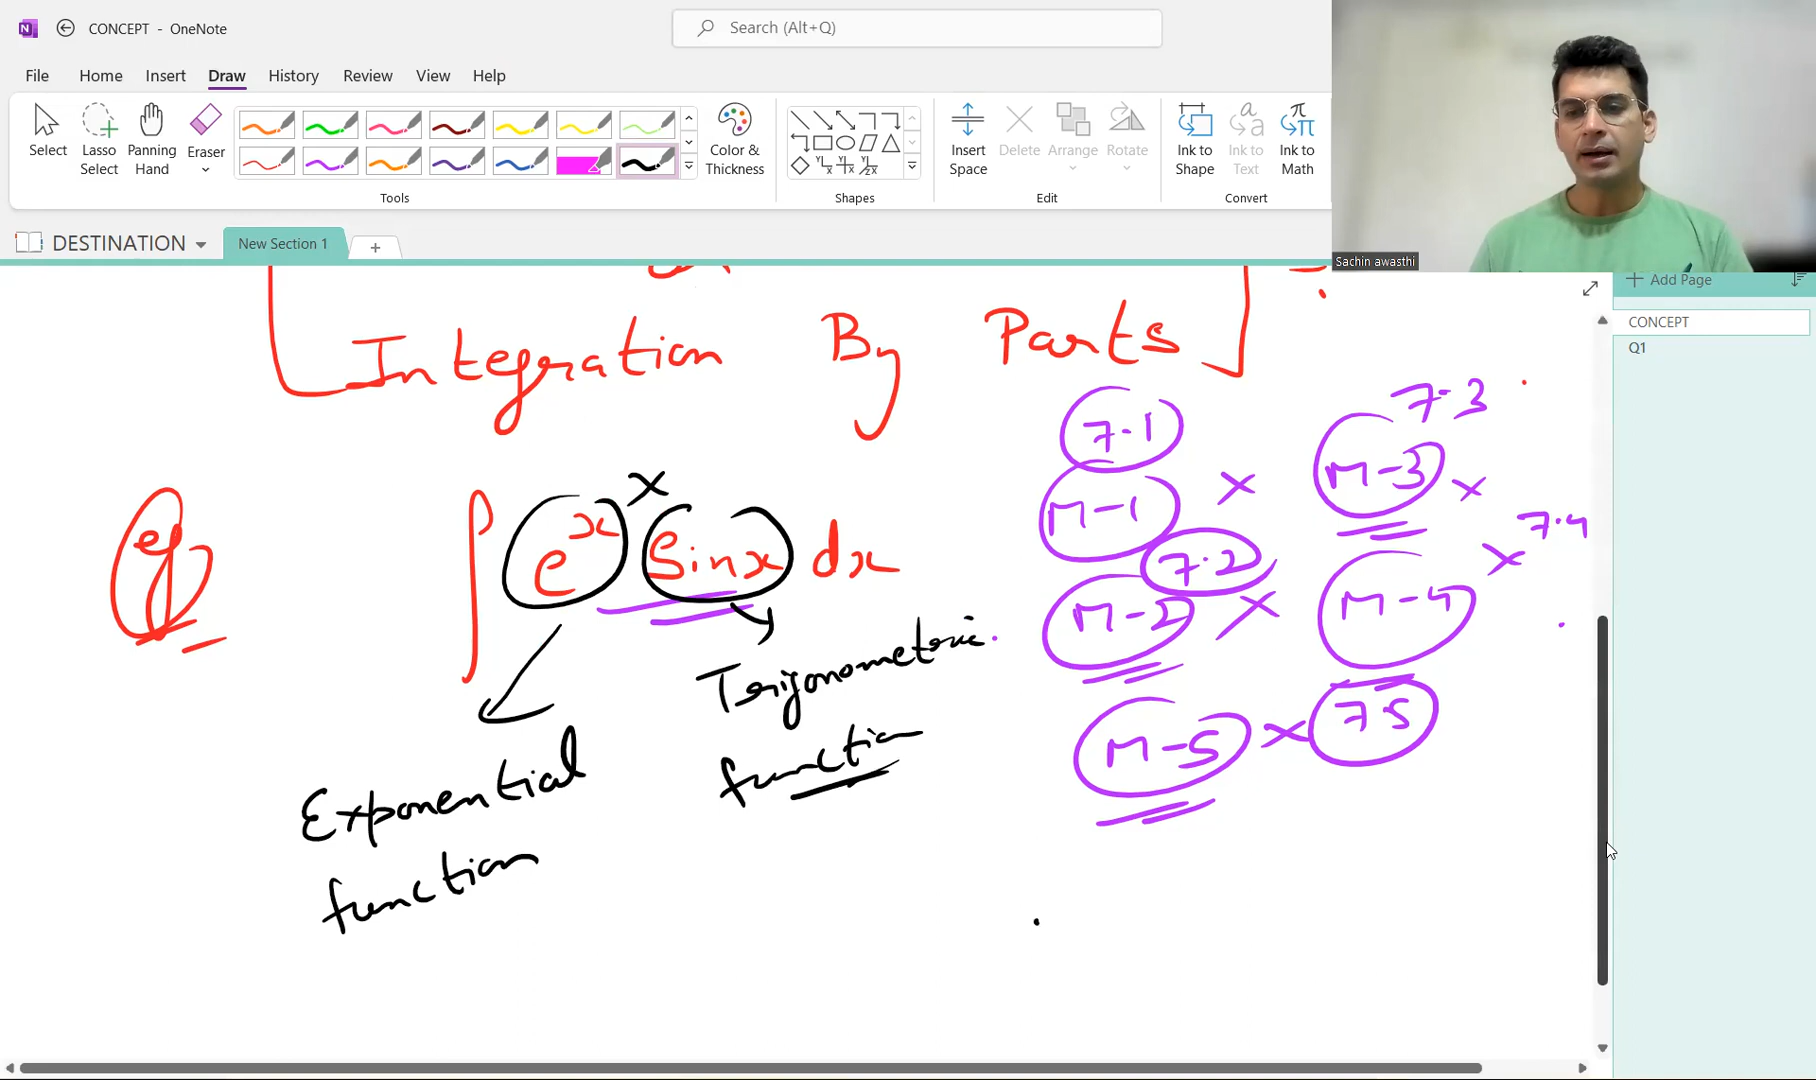 CONCEPT - OneNote
Search (Alt+Q)
File Home Insert Draw History Review View Help
Select
Lasso Select
Panning Hand
Eraser
Color & Thickness
Insert Space
Delete
Arrange
Rotate
Ink to Shape
Ink to Text
Ink to Math
Tools
Shapes
Edit
Convert
Sachin awasthi
DESTINATION
New Section 1
Add Page
CONCEPT
Q1
Integration By Parts
7.1
7.3
M-1 x
M-3 x
eg
∫ e^x x sinx dx
7.2
7.4
M-2 x
M-4 x
M-5 x 7.5
Trigonometric
function
Exponential
function